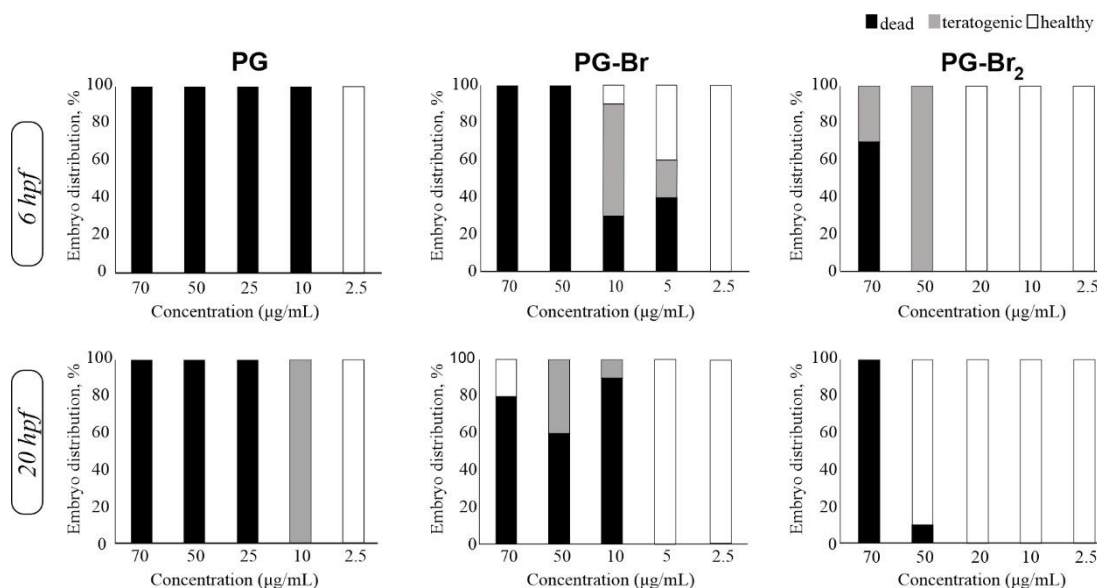 dead teratogenic healthy
PG PG-Br PG-Br₂
6 hpf
Embryo distribution, %
100
80
60
40
20
0
70 50 25 10 2.5
Concentration (µg/mL)
Embryo distribution, %
100
80
60
40
20
0
70 50 10 5 2.5
Concentration (µg/mL)
Embryo distribution, %
100
80
60
40
20
0
70 50 20 10 2.5
Concentration (µg/mL)
20 hpf
Embryo distribution, %
100
80
60
40
20
0
70 50 25 10 2.5
Concentration (µg/mL)
Embryo distribution, %
100
80
60
40
20
0
70 50 10 5 2.5
Concentration (µg/mL)
Embryo distribution, %
100
80
60
40
20
0
70 50 20 10 2.5
Concentration (µg/mL)